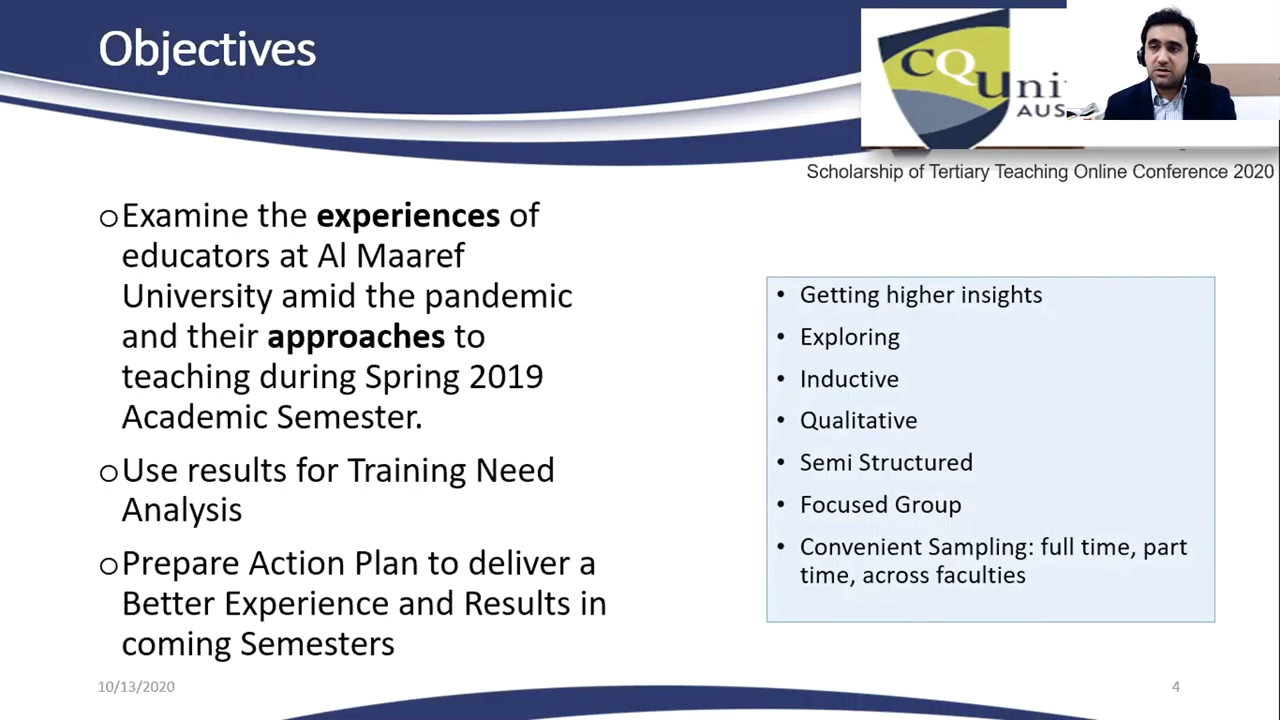 Objectives
CQUni
AUS
Scholarship of Tertiary Teaching Online Conference 2020
oExamine the experiences of
educators at Al Maaref
University amid the pandemic
and their approaches to
teaching during Spring 2019
Academic Semester.
oUse results for Training Need
Analysis
oPrepare Action Plan to deliver a
Better Experience and Results in
coming Semesters
• Getting higher insights
• Exploring
• Inductive
• Qualitative
• Semi Structured
• Focused Group
• Convenient Sampling: full time, part
time, across faculties
10/13/2020
4